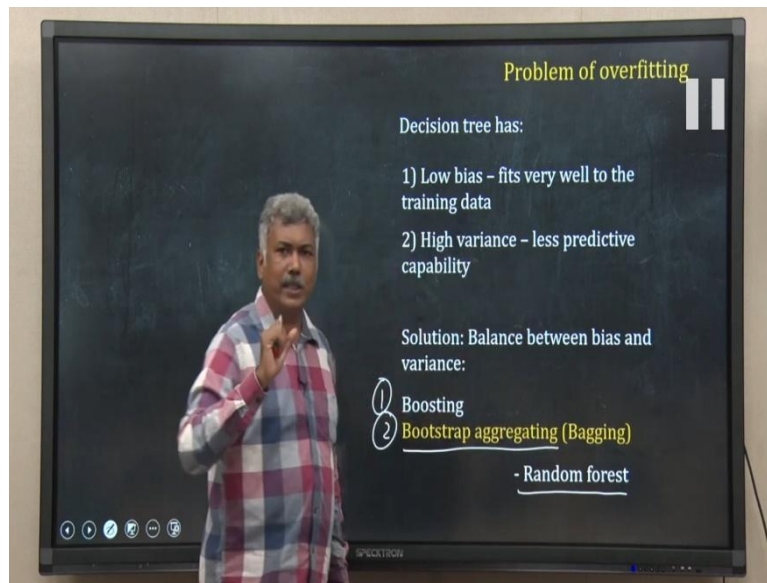 Problem of overfitting
Decision tree has:
1) Low bias – fits very well to the
training data
2) High variance – less predictive
capability
Solution: Balance between bias and
variance:
1 Boosting
2 Bootstrap aggregating (Bagging)
- Random forest
SPECKTRON